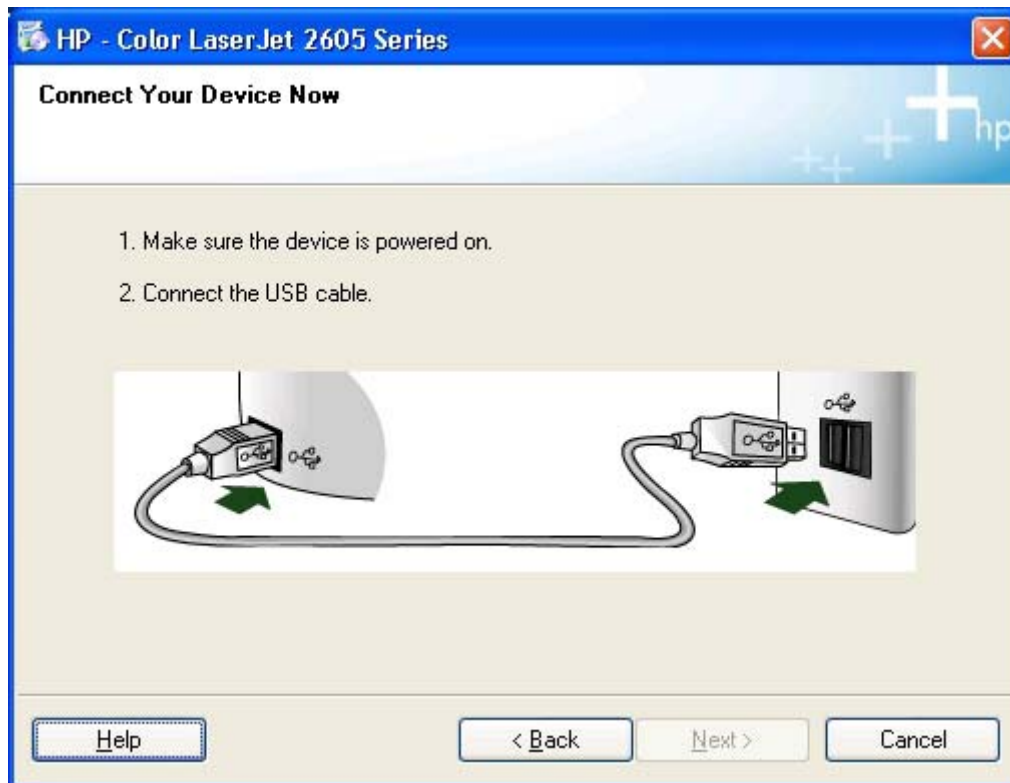 HP - Color LaserJet 2605 Series
Connect Your Device Now
hp
1. Make sure the device is powered on.
2. Connect the USB cable.
Help
< Back
Next >
Cancel